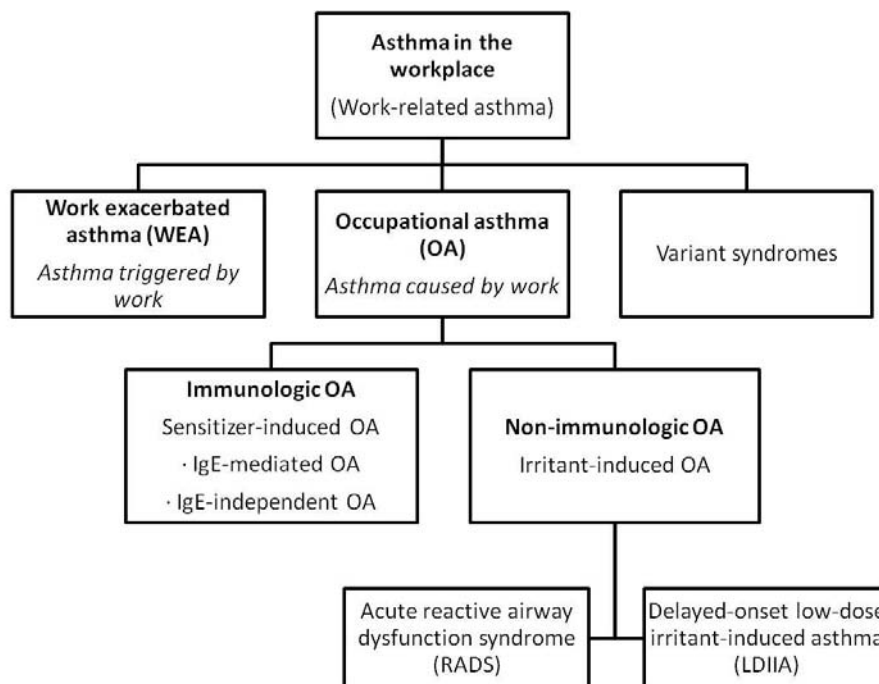 Asthma in the
workplace
(Work-related asthma)
Work exacerbated
asthma (WEA)
Asthma triggered by
work
Occupational asthma
(OA)
Asthma caused by work
Variant syndromes
Immunologic OA
Sensitizer-induced OA
· IgE-mediated OA
· IgE-independent OA
Non-immunologic OA
Irritant-induced OA
Acute reactive airway
dysfunction syndrome
(RADS)
Delayed-onset low-dose
irritant-induced asthma
(LDIIA)